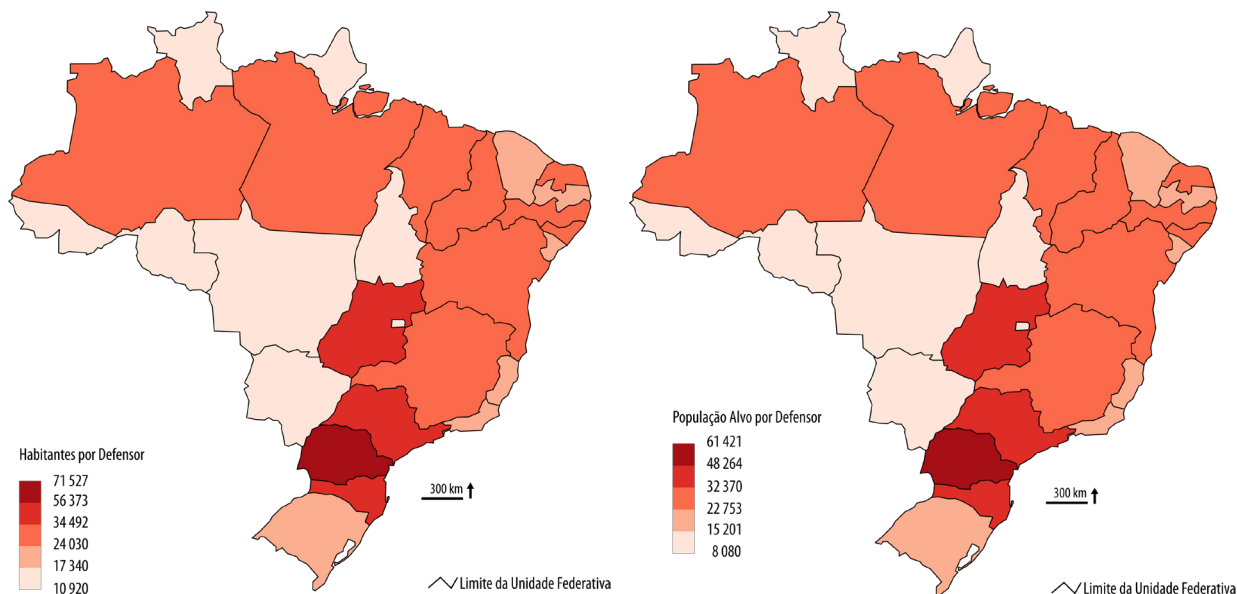 Habitantes por Defensor
71 527
56 373
34 492
24 030
17 340
10 920
300 km
Limite da Unidade Federativa
População Alvo por Defensor
61 421
48 264
32 370
22 753
15 201
8 080
300 km
Limite da Unidade Federativa